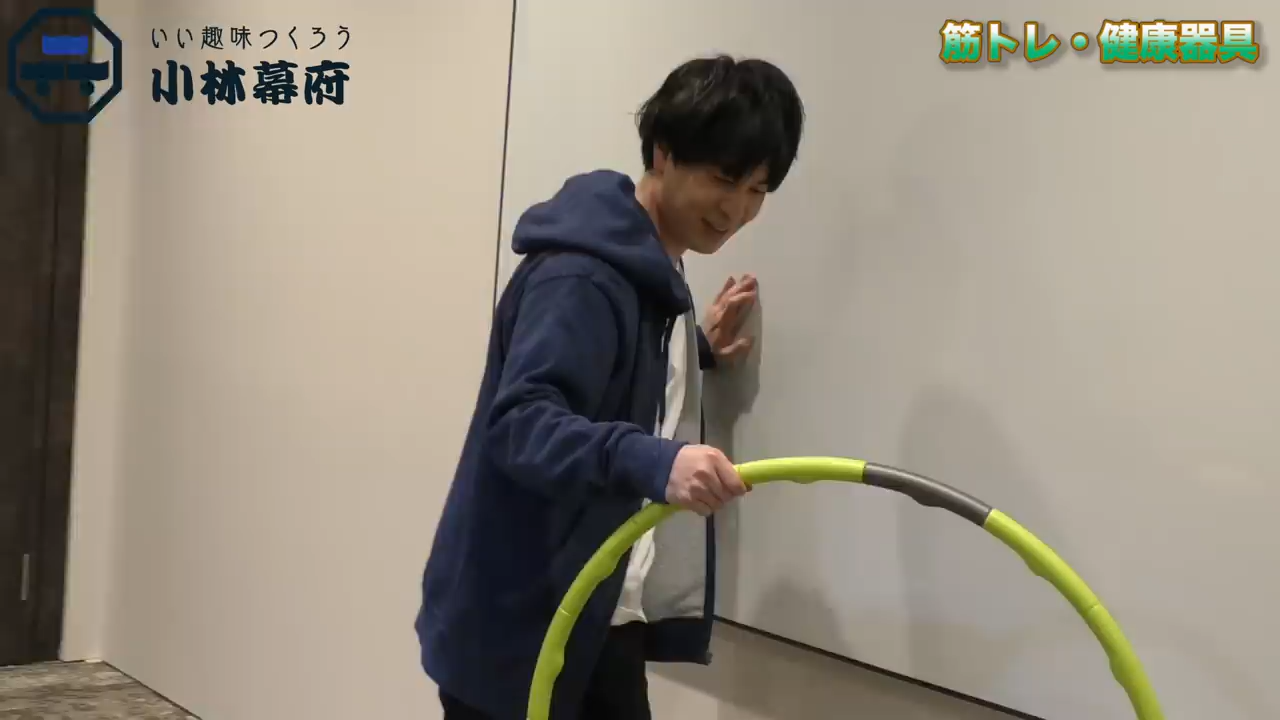 いい趣味つくろう
小林幕府
筋トレ・健康器具